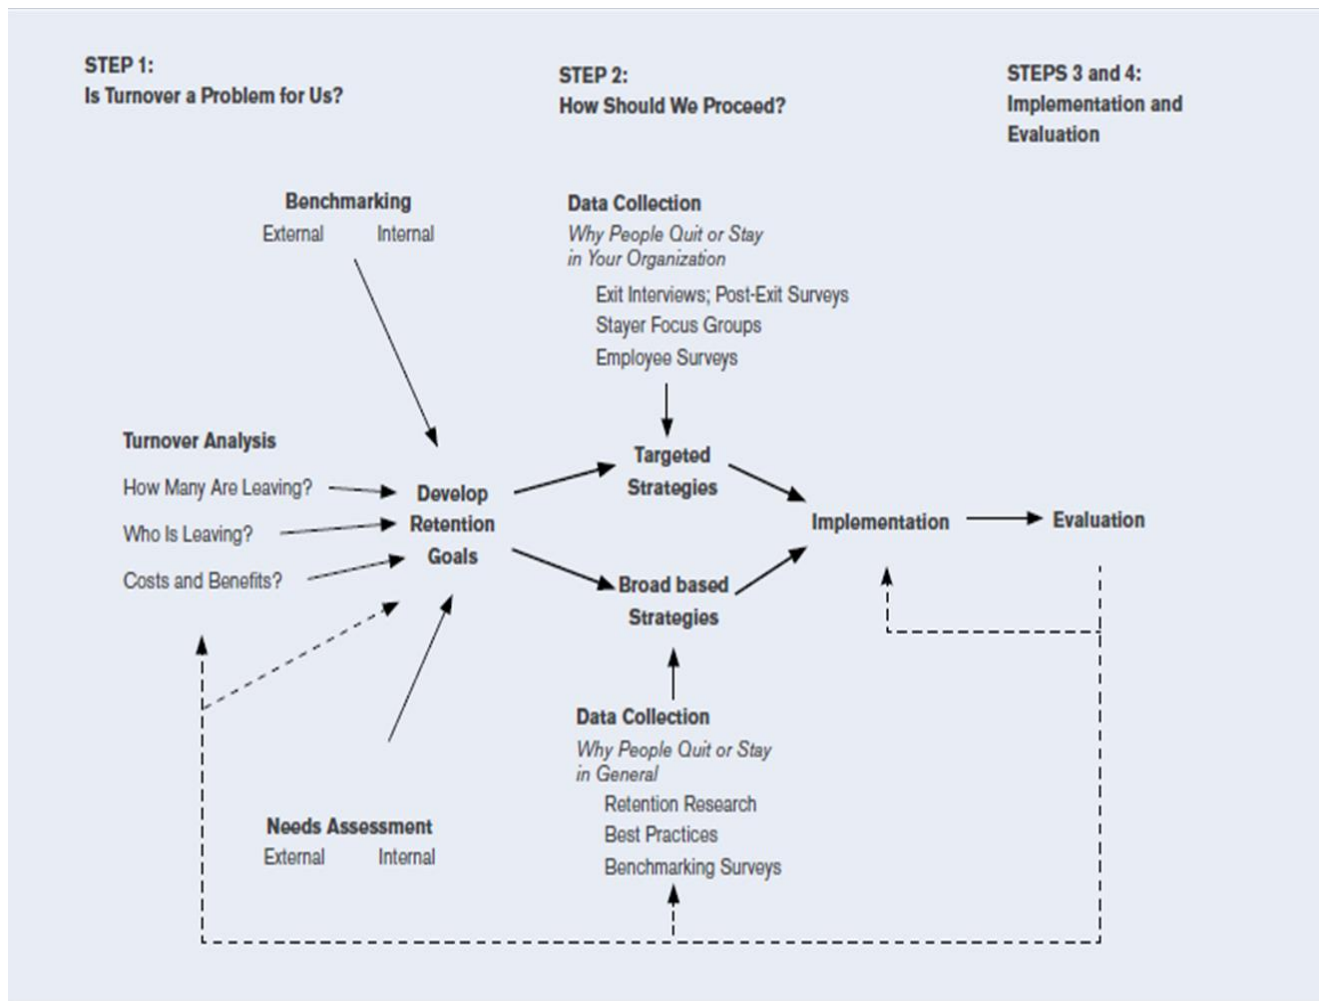 STEP 1:
Is Turnover a Problem for Us?
STEP 2:
How Should We Proceed?
STEPS 3 and 4:
Implementation and
Evaluation
Benchmarking
External Internal
Data Collection
Why People Quit or Stay
in Your Organization
Exit Interviews; Post-Exit Surveys
Stayer Focus Groups
Employee Surveys
Turnover Analysis
How Many Are Leaving?
Who Is Leaving?
Costs and Benefits?
Develop
Retention
Goals
Targeted
Strategies
Broad based
Strategies
Implementation
Evaluation
Needs Assessment
External Internal
Data Collection
Why People Quit or Stay
in General
Retention Research
Best Practices
Benchmarking Surveys